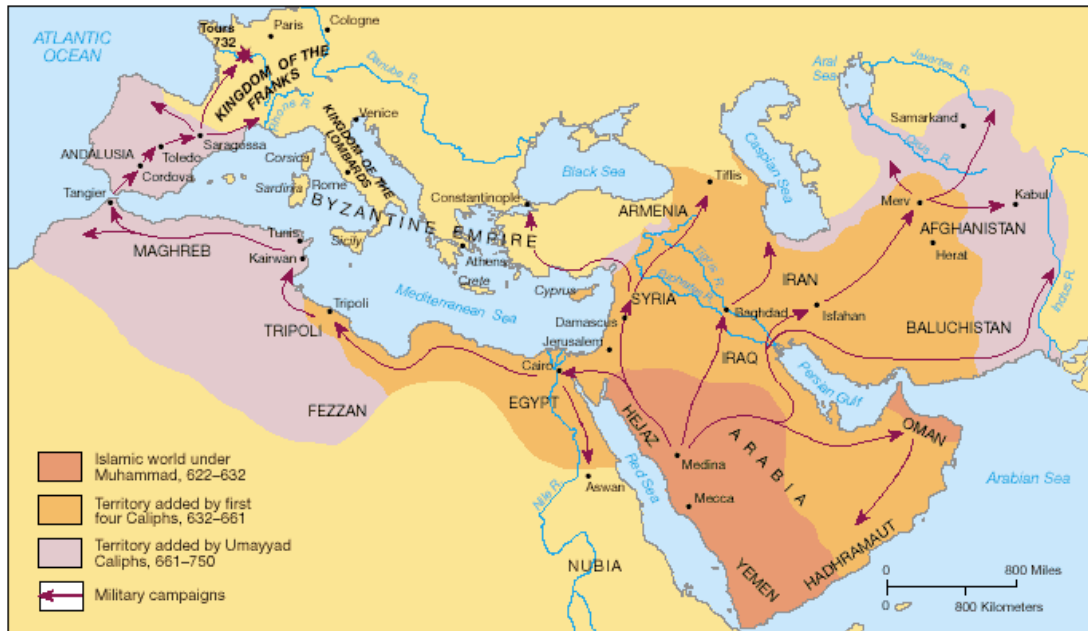 ATLANTIC
OCEAN
Tours
732
Paris
Cologne
KINGDOM OF THE
FRANKS
Danube R.
Rhone R.
Venice
KINGDOM OF THE
LOMBARDS
Aral
Sea
Jaxartes R.
Samarkand
Oxus R.
ANDALUSIA
Saragossa
Toledo
Cordova
Tangier
Corsica
Sardinia
Rome
Constantinople
Black Sea
Caspian Sea
Tiflis
ARMENIA
Merv
Kabul
AFGHANISTAN
Herat
BYZANTINE EMPIRE
MAGHREB
Tunis
Kairwan
Sicily
Athens
Crete
Cyprus
Mediterranean Sea
Tigris R.
Euphrates R.
SYRIA
IRAN
Baghdad
Isfahan
Indus R.
Tripoli
TRIPOLI
Damascus
Jerusalem
IRAQ
BALUCHISTAN
Cairo
EGYPT
FEZZAN
Persian Gulf
HEJAZ
ARABIA
OMAN
Medina
Mecca
Red Sea
Nile R.
Aswan
Arabian Sea
NUBIA
YEMEN
HADHRAMAUT
Islamic world under
Muhammad, 622–632
Territory added by first
four Caliphs, 632–661
Territory added by Umayyad
Caliphs, 661–750
Military campaigns
0 800 Miles
0 800 Kilometers